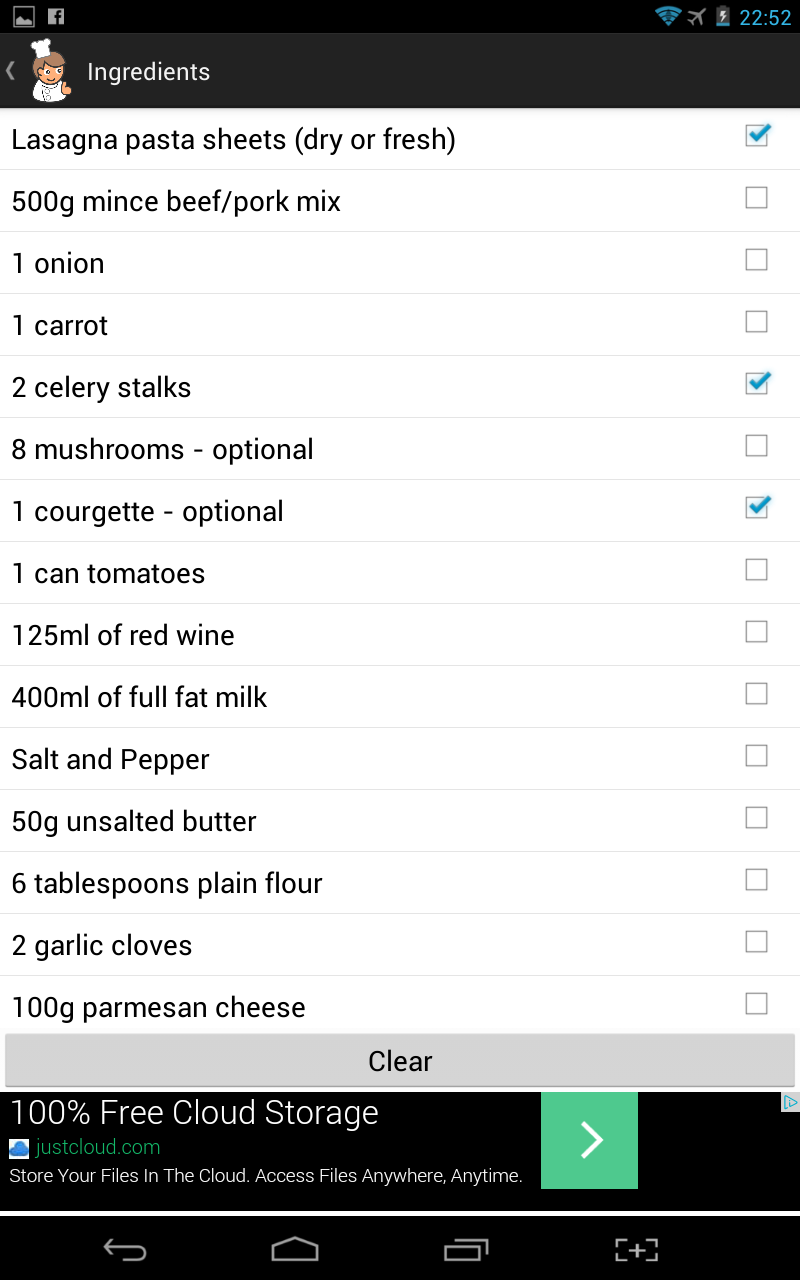 22:52
Ingredients
Lasagna pasta sheets (dry or fresh)
500g mince beef/pork mix
1 onion
1 carrot
2 celery stalks
8 mushrooms - optional
1 courgette - optional
1 can tomatoes
125ml of red wine
400ml of full fat milk
Salt and Pepper
50g unsalted butter
6 tablespoons plain flour
2 garlic cloves
100g parmesan cheese
Clear
100% Free Cloud Storage
justcloud.com
Store Your Files In The Cloud. Access Files Anywhere, Anytime.